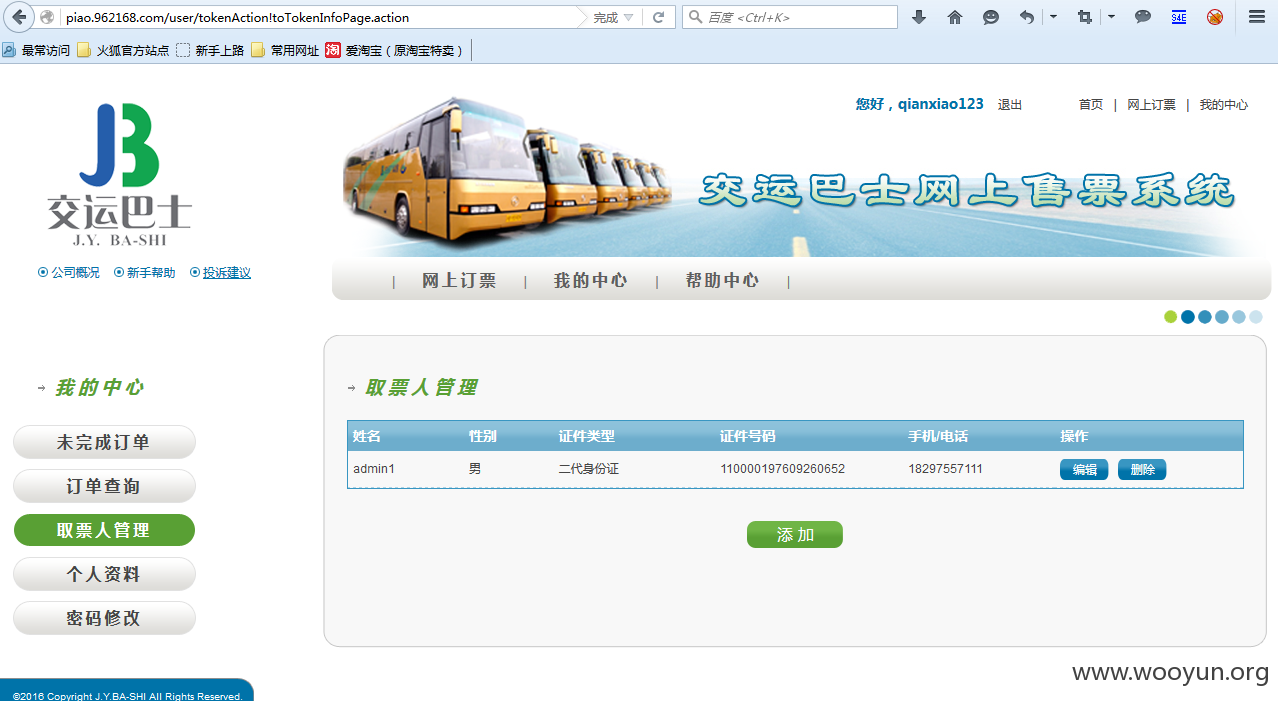 piao.962168.com/user/tokenAction!toTokenInfoPage.action 完成 百度 <Ctrl+K> S4E
最常访问 火狐官方站点 新手上路 常用网址 淘 爱淘宝（原淘宝特卖）
JB
交运巴士
J.Y. BA-SHI
公司概况 新手帮助 投诉建议
您好，qianxiao123 退出 首页 | 网上订票 | 我的中心
交运巴士网上售票系统
| 网上订票 | 我的中心 | 帮助中心 |
我的中心
未完成订单
订单查询
取票人管理
个人资料
密码修改
取票人管理
姓名 性别 证件类型 证件号码 手机/电话 操作
admin1 男 二代身份证 110000197609260652 18297557111 编辑 删除
添 加
©2016 Copyright J.Y.BA-SHI All Rights Reserved.
www.wooyun.org